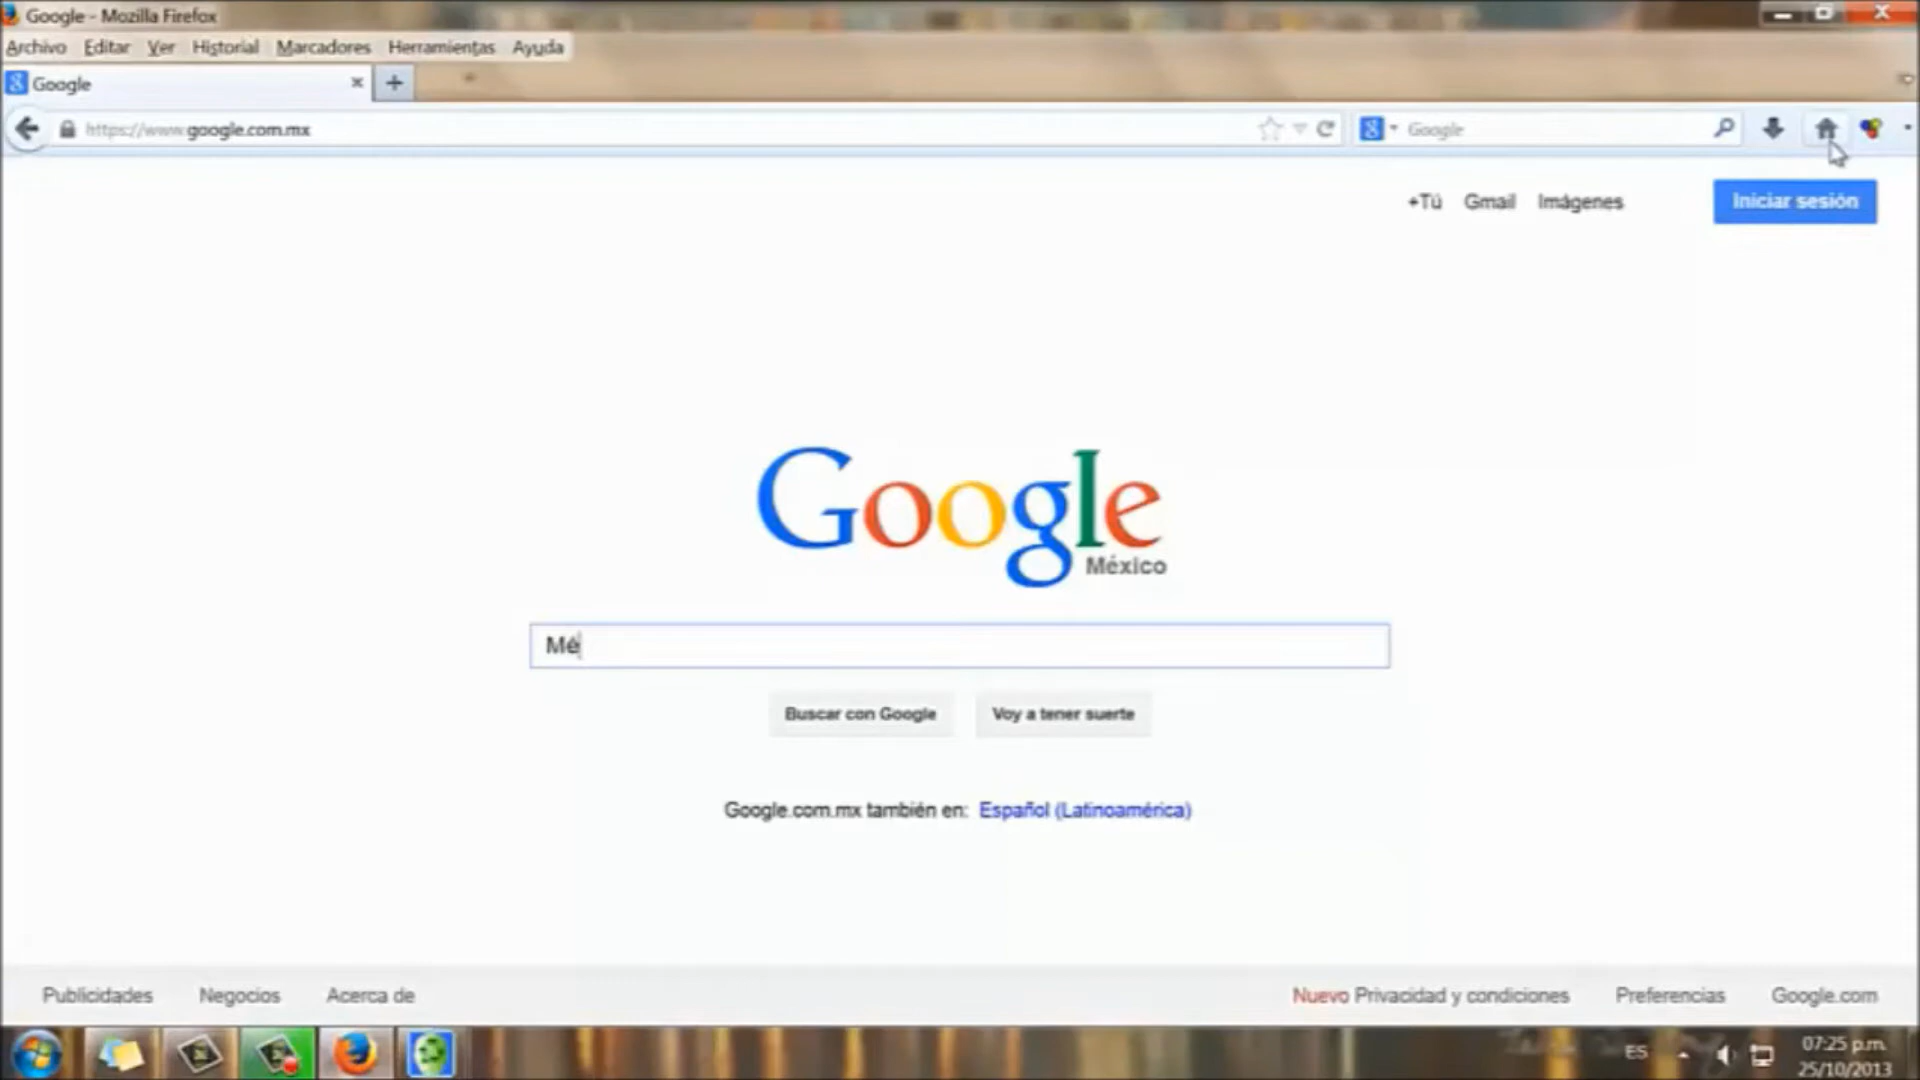 Google - Mozilla Firefox
Archivo Editar Ver Historial Marcadores Herramientas Ayuda
Google
https://www.google.com.mx
Google
+Tú Gmail Imágenes Iniciar sesión
Google
México
Mé
Buscar con Google Voy a tener suerte
Google.com.mx también en: Español (Latinoamérica)
Publicidades Negocios Acerca de Nuevo Privacidad y condiciones Preferencias Google.com
ES 07:25 p.m.
25/10/2013